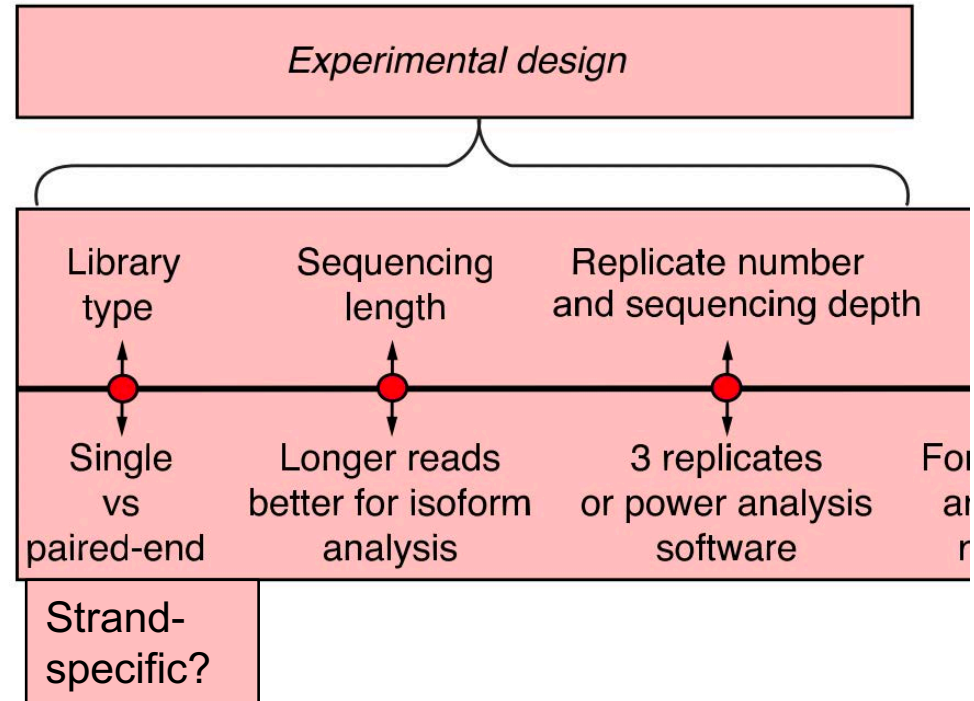 Experimental design
Library
type
Sequencing
length
Replicate number
and sequencing depth
Single
vs
paired-end
Longer reads
better for isoform
analysis
3 replicates
or power analysis
software
Strand-
specific?